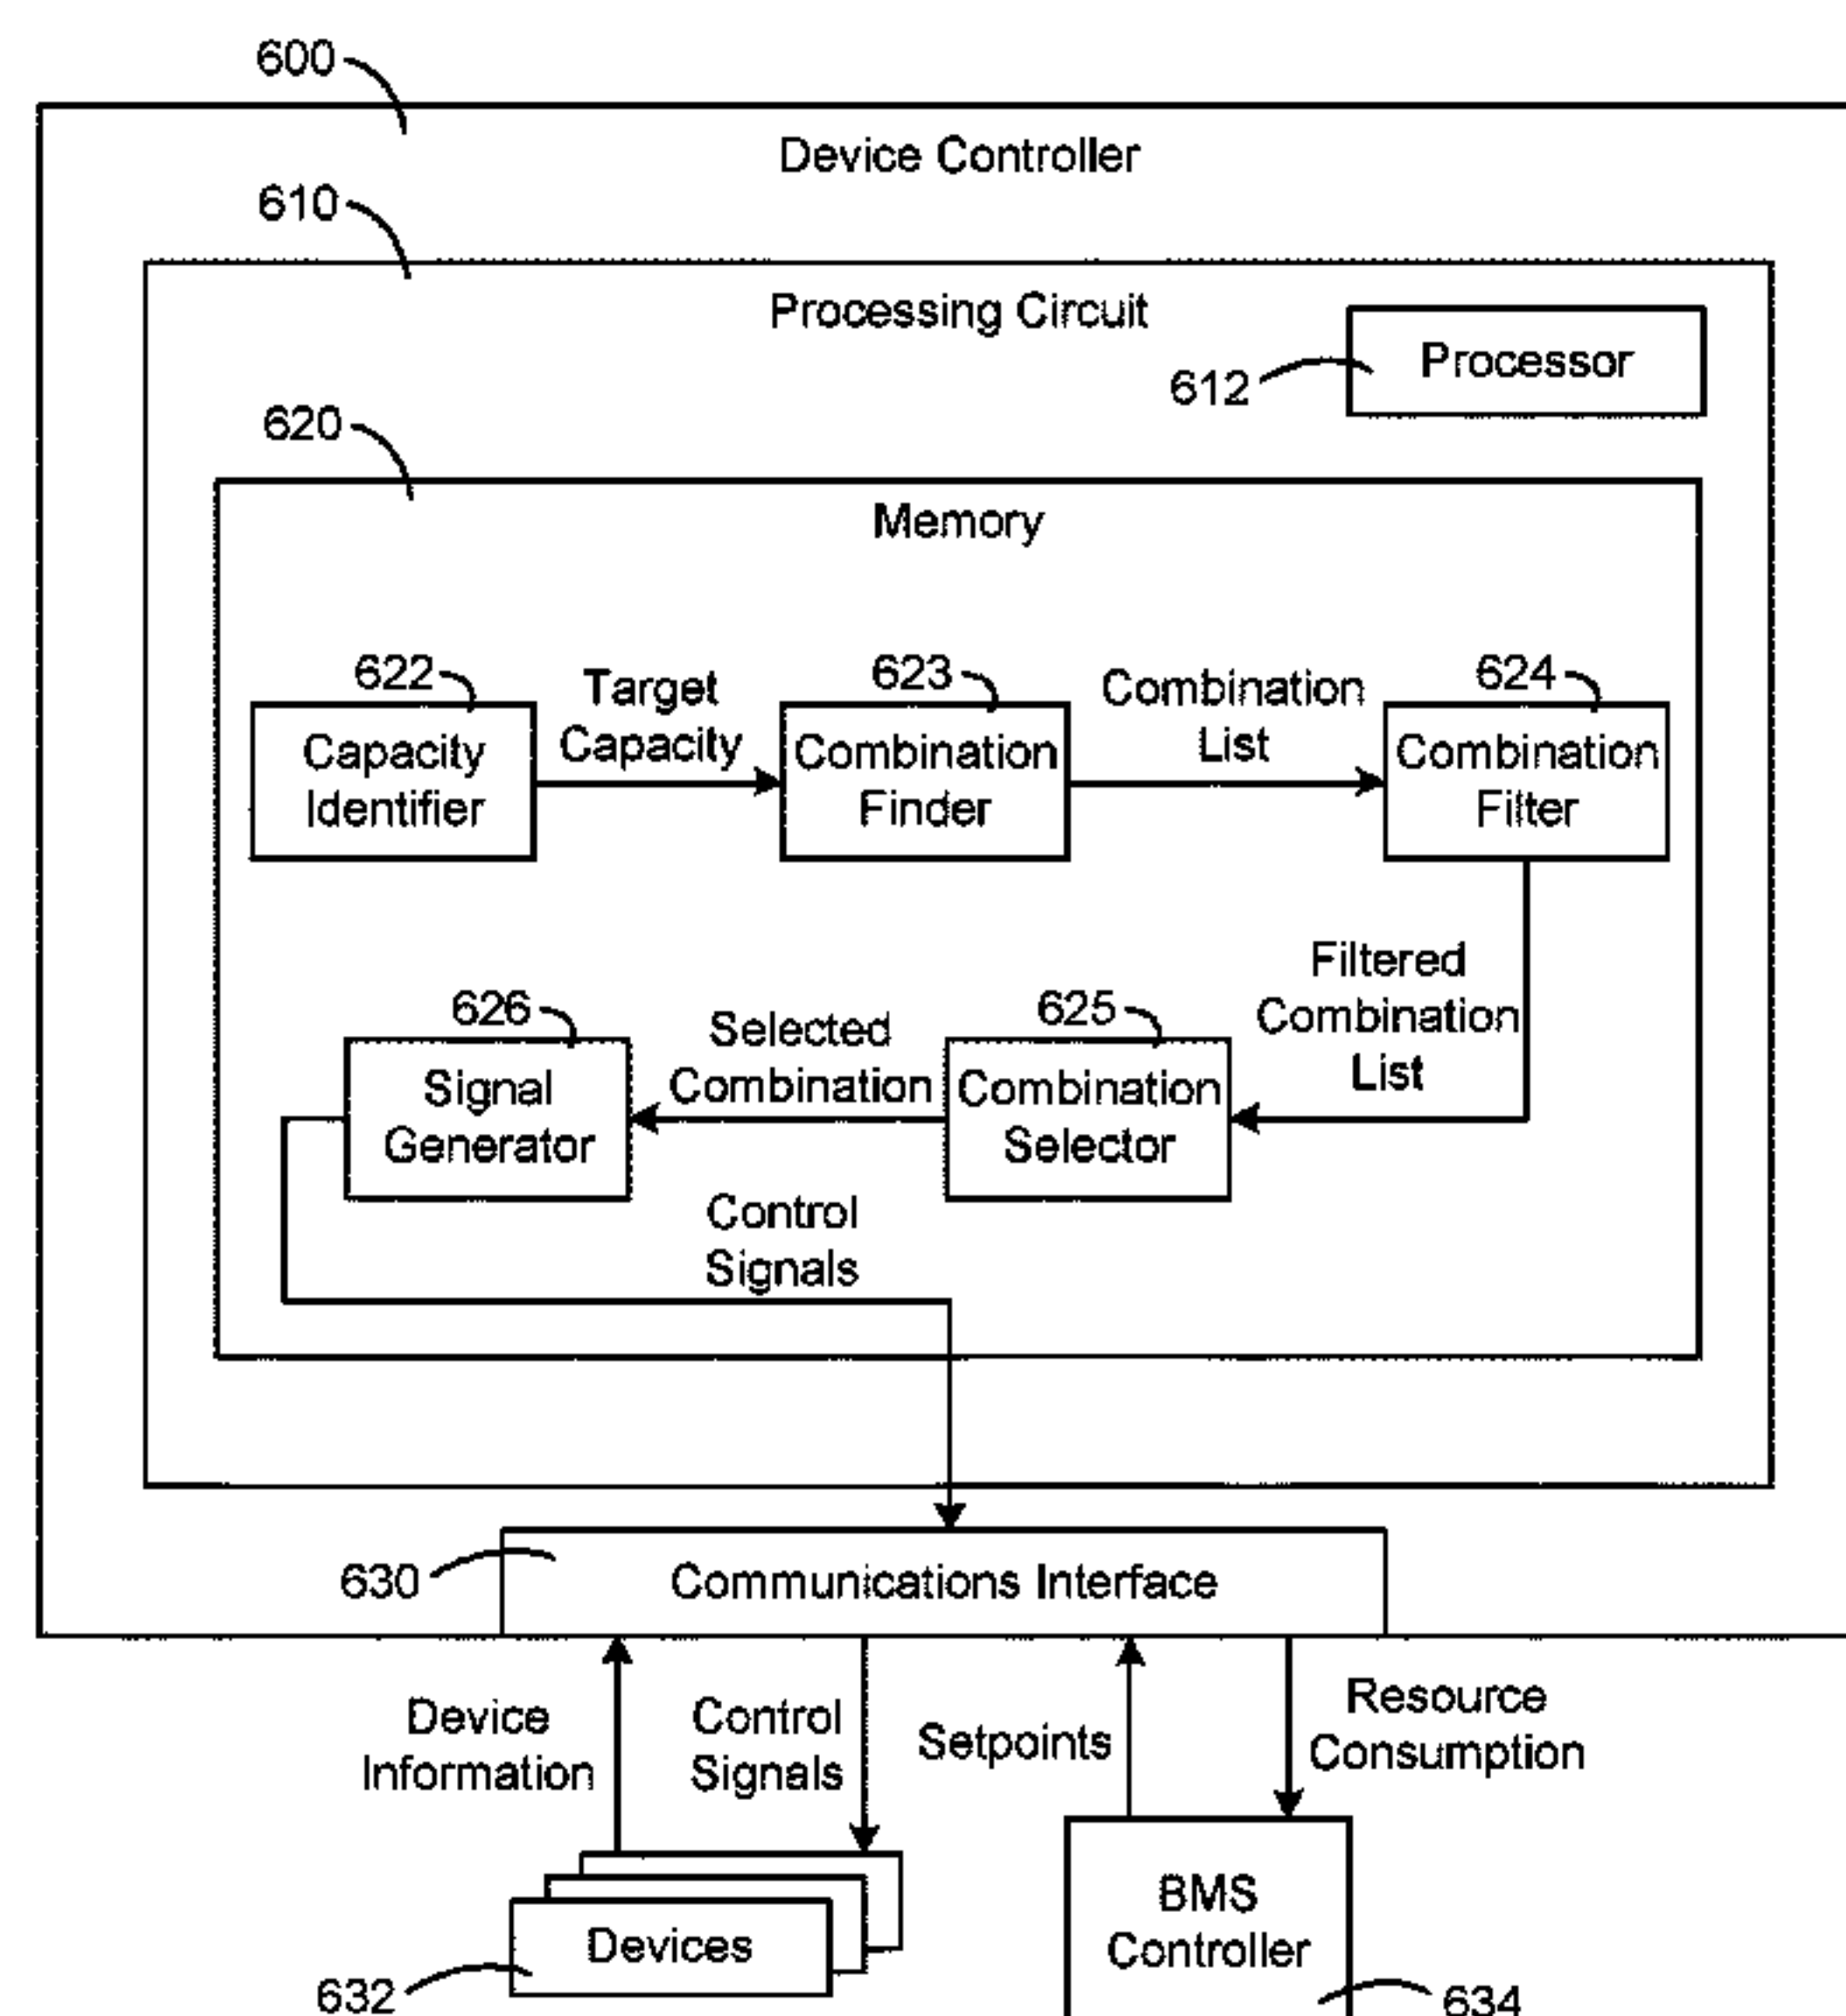 600
Device Controller
610
Processing Circuit
Processor
612
620
Memory
622
Target
Capacity
623
Combination
List
624
Capacity
Identifier
Combination
Finder
Combination
Filter
Filtered
Combination
List
626
Selected
Combination
625
Signal
Generator
Combination
Selector
Control
Signals
630
Communications Interface
Device
Information
Control
Signals
Setpoints
Resource
Consumption
Devices
632
BMS
Controller
634